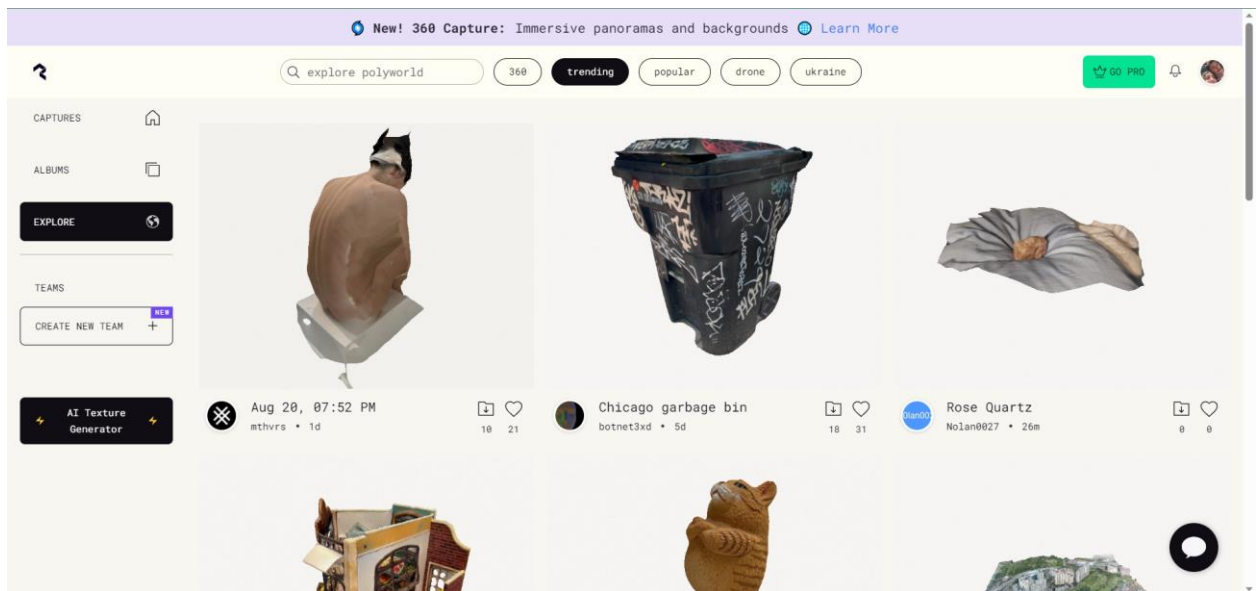 New! 360 Capture: Immersive panoramas and backgrounds Learn More
explore polyworld
360
trending
popular
drone
ukraine
GO PRO
CAPTURES
ALBUMS
EXPLORE
TEAMS
NEW
CREATE NEW TEAM +
AI Texture
Generator
Aug 20, 07:52 PM
mthvrs • 1d
10 21
Chicago garbage bin
botnet3xd • 5d
18 31
Rose Quartz
Nolan0027 • 26m
0 0